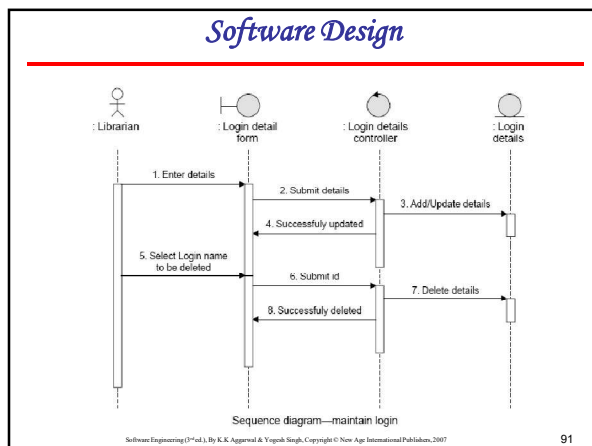 Software Design
: Librarian
: Login detail
form
: Login details
controller
: Login
details
1. Enter details
2. Submit details
3. Add/Update details
4. Successfuly updated
5. Select Login name
to be deleted
6. Submit id
7. Delete details
8. Successfuly deleted
Sequence diagram—maintain login
Software Engineering (3rd ed.), By K.K Aggarwal & Yogesh Singh, Copyright © New Age International Publishers, 2007
91